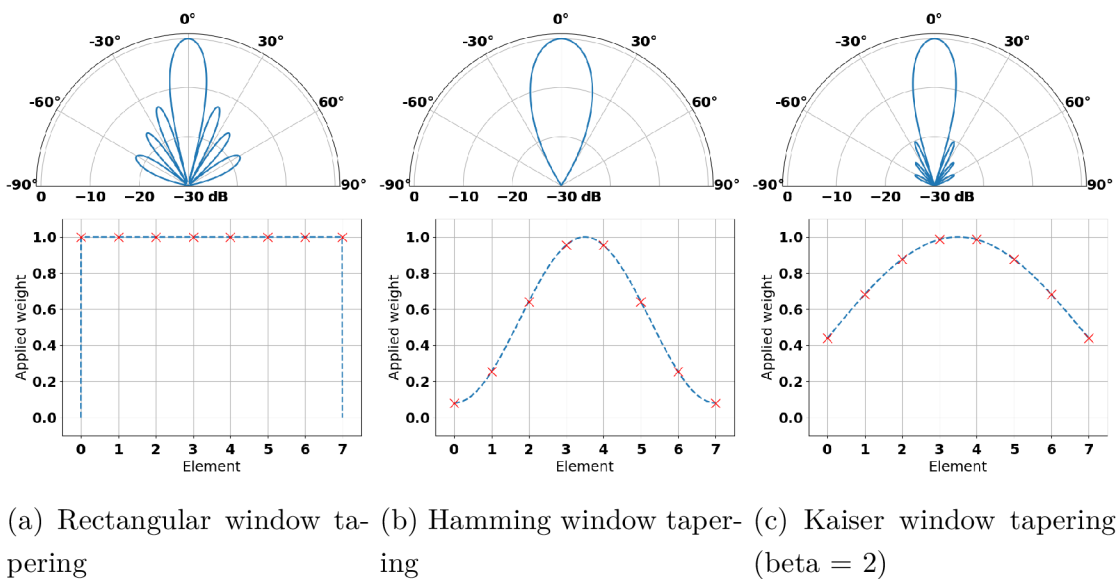 0°
-30° 30°
-60° 60°
-90° 90°
0 −10 −20 −30 dB
1.0
0.8
0.6
0.4
0.2
0.0
Applied weight
0 1 2 3 4 5 6 7
Element
(a) Rectangular window ta-
pering
0°
-30° 30°
-60° 60°
-90° 90°
0 −10 −20 −30 dB
1.0
0.8
0.6
0.4
0.2
0.0
Applied weight
0 1 2 3 4 5 6 7
Element
(b) Hamming window taper-
ing
0°
-30° 30°
-60° 60°
-90° 90°
0 −10 −20 −30 dB
1.0
0.8
0.6
0.4
0.2
0.0
Applied weight
0 1 2 3 4 5 6 7
Element
(c) Kaiser window tapering
(beta = 2)